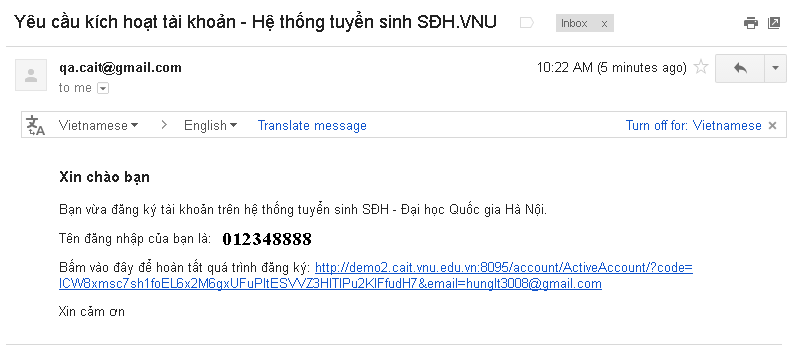 Yêu cầu kích hoạt tài khoản - Hệ thống tuyển sinh SĐH.VNU Inbox x
qa.cait@gmail.com 10:22 AM (5 minutes ago)
to me
Vietnamese > English Translate message Turn off for: Vietnamese x
Xin chào bạn
Bạn vừa đăng ký tài khoản trên hệ thống tuyển sinh SĐH - Đại học Quốc gia Hà Nội.
Tên đăng nhập của bạn là: 012348888
Bấm vào đây để hoàn tất quá trình đăng ký: http://demo2.cait.vnu.edu.vn:8095/account/ActiveAccount/?code=
&email=hunglt3008@gmail.com
Xin cảm ơn